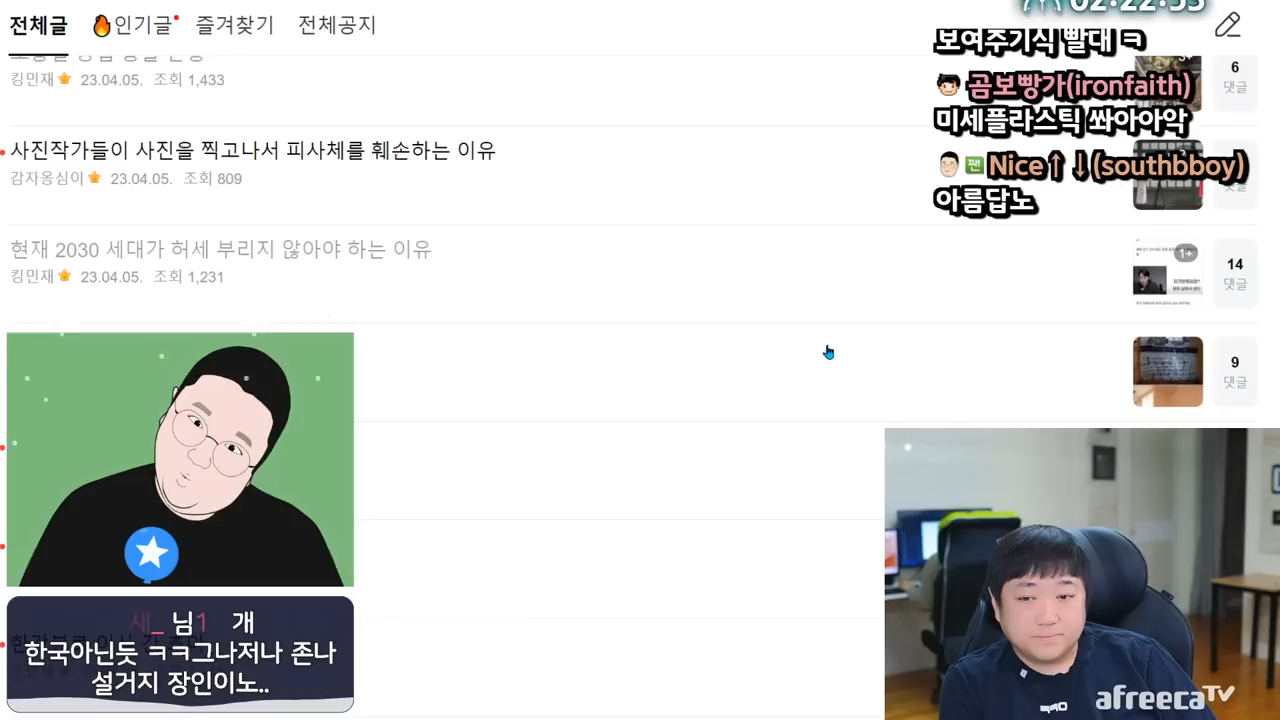 전체글 인기글 즐겨찾기 전체공지
02:22:53
킹민재 23.04.05. 조회 1,433
6
댓글
보여주기식 빨대 ㅋ
곰보빵가(ironfaith)
미세플라스틱 쏴아아악
팬 Nice↑↓(southbboy)
아름답노
사진작가들이 사진을 찍고나서 피사체를 훼손하는 이유
감자옹심이 23.04.05. 조회 809
현재 2030 세대가 허세 부리지 않아야 하는 이유
킹민재 23.04.05. 조회 1,231
1+
14
댓글
9
댓글
새_ 님1 개
한국아닌듯 ㅋㅋ그나저나 존나
설거지 장인이노..
afreecaTV